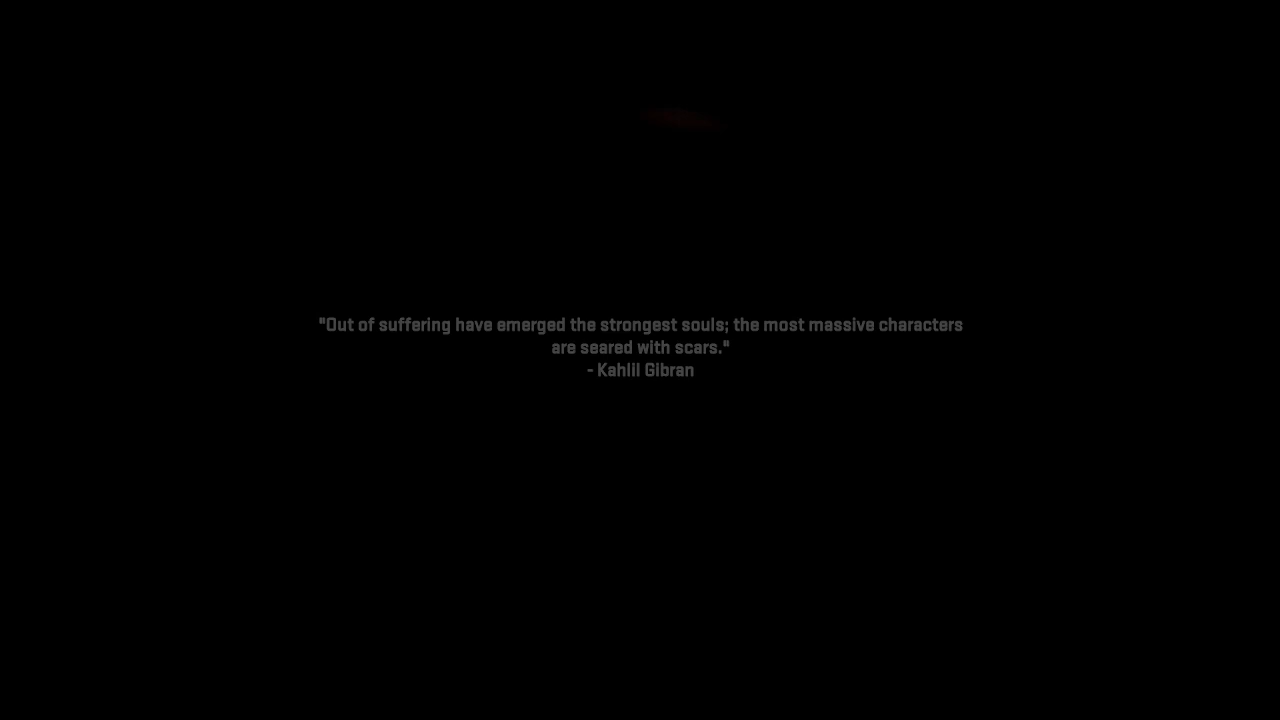 "Out of suffering have emerged the strongest souls; the most massive characters
are seared with scars."
- Kahlil Gibran